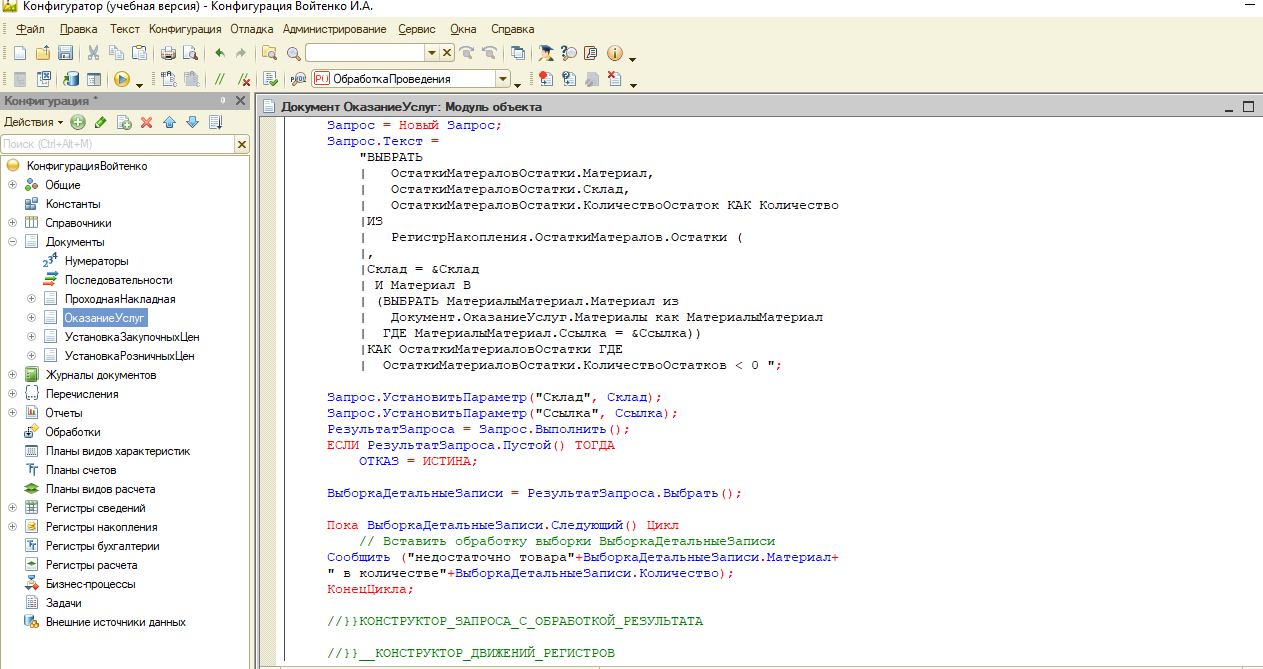 Конфигуратор (учебная версия) - Конфигурация Войтенко И.А.
Файл Правка Текст Конфигурация Отладка Администрирование Сервис Окна Справка
ОбработкаПроведения
Конфигурация *
Документ ОказаниеУслуг: Модуль объекта
Действия
Поиск (Ctrl+Alt+M)
КонфигурацияВойтенко
Общие
Константы
Справочники
Документы
Нумераторы
Последовательности
ПроходнаяНакладная
ОказаниеУслуг
УстановкаЗакупочныхЦен
УстановкаРозничныхЦен
Журналы документов
Перечисления
Отчеты
Обработки
Планы видов характеристик
Планы счетов
Планы видов расчета
Регистры сведений
Регистры накопления
Регистры бухгалтерии
Регистры расчета
Бизнес-процессы
Задачи
Внешние источники данных
Запрос = Новый Запрос;
Запрос.Текст =
"ВЫБРАТЬ
| ОстаткиМатераловОстатки.Материал,
| ОстаткиМатераловОстатки.Склад,
| ОстаткиМатераловОстатки.КоличествоОстаток КАК Количество
|ИЗ
| РегистрНакопления.ОстаткиМатералов.Остатки (
|,
|Склад = &Склад
| И Материал В
| (ВЫБРАТЬ МатериалыМатериал.Материал из
| Документ.ОказаниеУслуг.Материалы как МатериалыМатериал
| ГДЕ МатериалыМатериал.Ссылка = &Ссылка))
|КАК ОстаткиМатериаловОстатки ГДЕ
| ОстаткиМатериаловОстатки.КоличествоОстатков < 0 ";
Запрос.УстановитьПараметр("Склад", Склад);
Запрос.УстановитьПараметр("Ссылка", Ссылка);
РезультатЗапроса = Запрос.Выполнить();
ЕСЛИ РезультатЗапроса.Пустой() ТОГДА
ОТКАЗ = ИСТИНА;
ВыборкаДетальныеЗаписи = РезультатЗапроса.Выбрать();
Пока ВыборкаДетальныеЗаписи.Следующий() Цикл
// Вставить обработку выборки ВыборкаДетальныеЗаписи
Сообщить ("недостаточно товара"+ВыборкаДетальныеЗаписи.Материал+
" в количестве"+ВыборкаДетальныеЗаписи.Количество);
КонецЦикла;
//}}КОНСТРУКТОР_ЗАПРОСА_С_ОБРАБОТКОЙ_РЕЗУЛЬТАТА
//}}__КОНСТРУКТОР_ДВИЖЕНИЙ_РЕГИСТРОВ